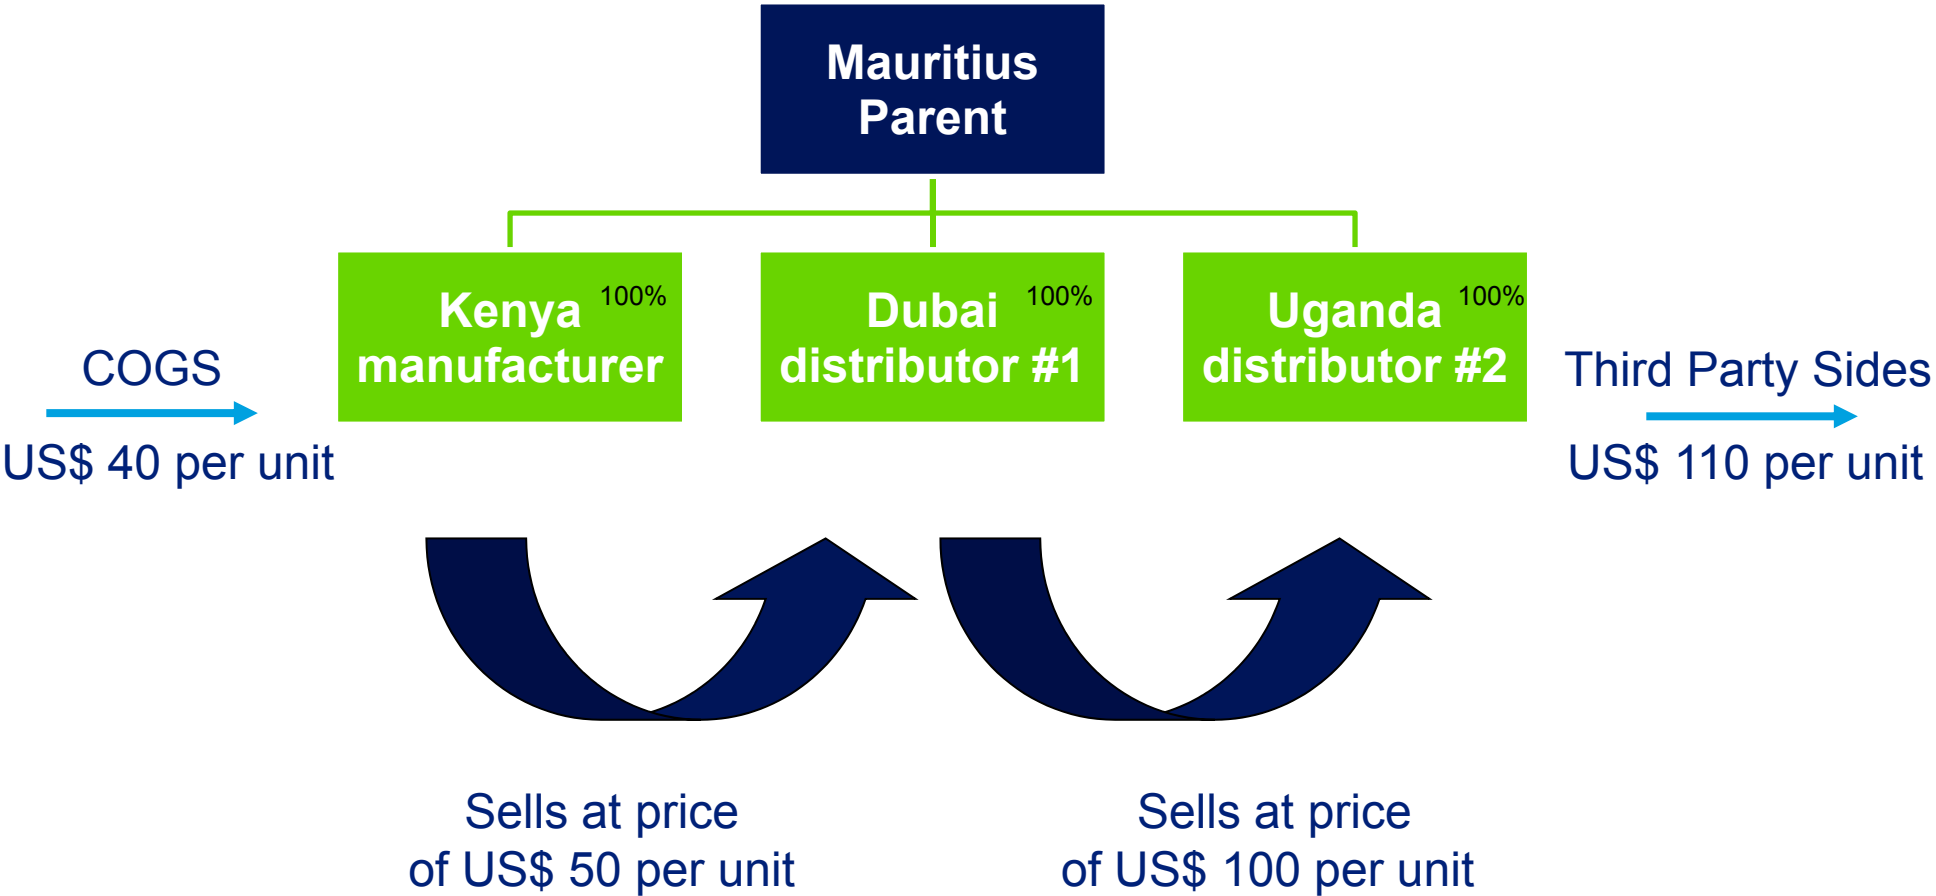 Mauritius
Parent
Kenya 100%
manufacturer
Dubai 100%
distributor #1
Uganda 100%
distributor #2
COGS
US$ 40 per unit
Third Party Sides
US$ 110 per unit
Sells at price
of US$ 50 per unit
Sells at price
of US$ 100 per unit